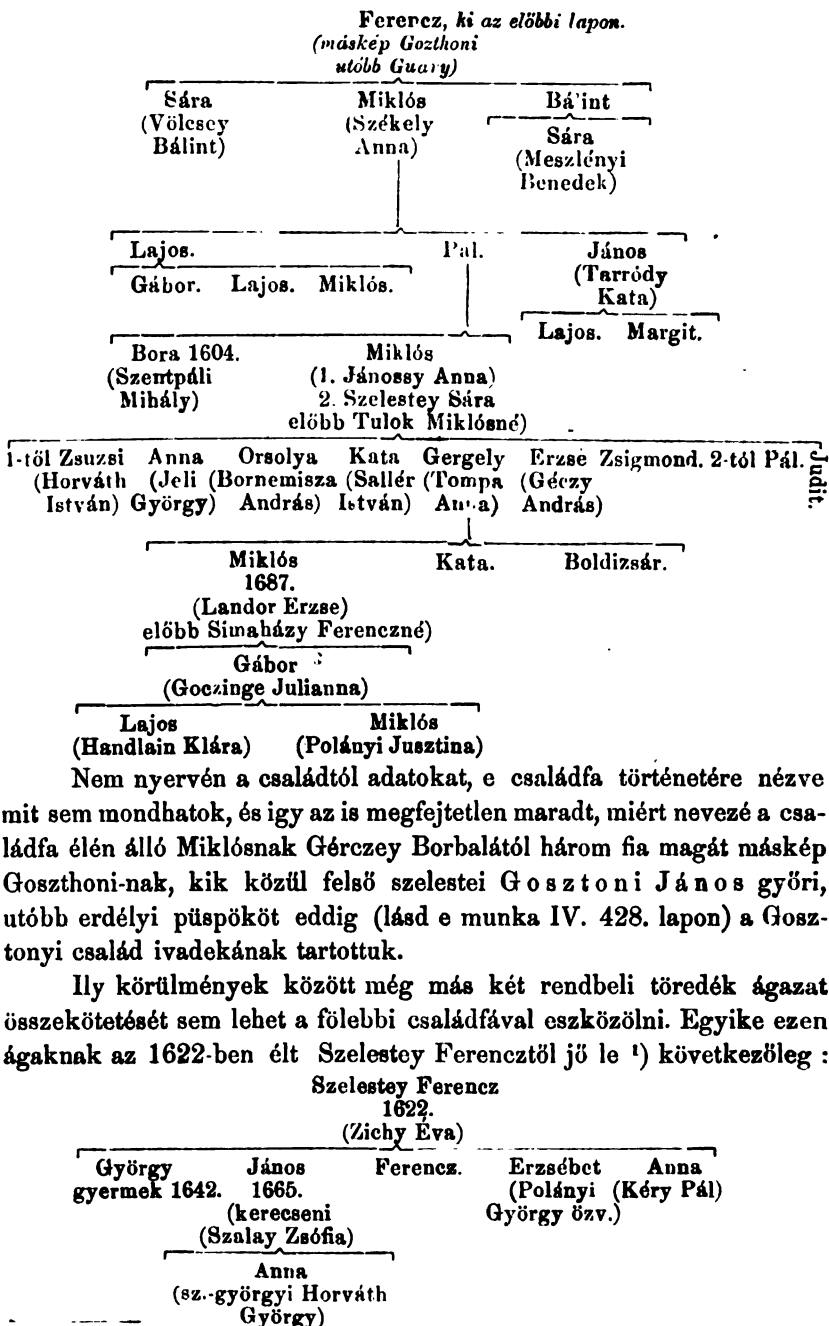 Ferencz, ki az előbbi lapon.
(máskép Gozthoni
utóbb Guary)
Sára Miklós Bálint
(Völcsey (Székely Sára
Bálint) Anna) (Meszlényi
Benedek)
Lajos. Pál. János
Gábor. Lajos. Miklós. (Tarródy
Kata)
Lajos. Margit.
Bora 1604. Miklós
(Szentpáli (1. Jánossy Anna)
Mihály) 2. Szelestey Sára
előbb Tulok Miklósné)
1-től Zsuzsi Anna Orsolya Kata Gergely Erzse Zsigmond. 2-tól Pál. Judit.
(Horváth (Jeli (Bornemisza (Sallér (Tompa (Géczy
István) György) András) István) Anna) András)
Miklós Kata. Boldizsár.
1687.
(Landor Erzse)
előbb Simaházy Ferenczné)
Gábor
(Goczinge Julianna)
Lajos Miklós
(Handlain Klára) (Polányi Jusztina)
Nem nyervén a családtól adatokat, e családfa történetére nézve
mit sem mondhatok, és igy az is megfejtetlen maradt, miért nevezé a csa-
ládfa élén álló Miklósnak Gérczey Borbalától három fia magát máskép
Goszthoni-nak, kik közül felső szelestei Gosztoni János győri,
utóbb erdélyi püspököt eddig (lásd e munka IV. 428. lapon) a Gosz-
tonyi család ivadekának tartottuk.
Ily körülmények között még más két rendbeli töredék ágazat
összekötetését sem lehet a fölebbi családfával eszközölni. Egyike ezen
ágaknak az 1622-ben élt Szelestey Ferencztől jő le ¹) következőleg :
Szelestey Ferencz
1622.
(Zichy Éva)
György János Ferencz. Erzsébet Anna
gyermek 1642. 1665. (Polányi (Kéry Pál)
(kerecseni György özv.)
(Szalay Zsófia)
Anna
(sz.-györgyi Horváth
György)